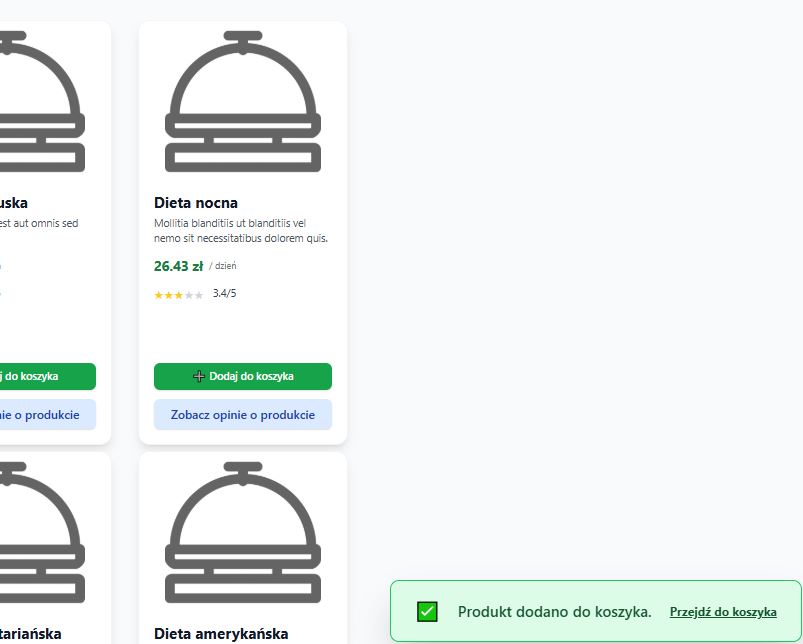 uska
est aut omnis sed
j do koszyka
nie o produkcie
Dieta nocna
Mollitia blanditiis ut blanditiis vel
nemo sit necessitatibus dolorem quis.
26.43 zł / dzień
3.4/5
Dodaj do koszyka
Zobacz opinie o produkcie
tariańska
Dieta amerykańska
Produkt dodano do koszyka. Przejdź do koszyka